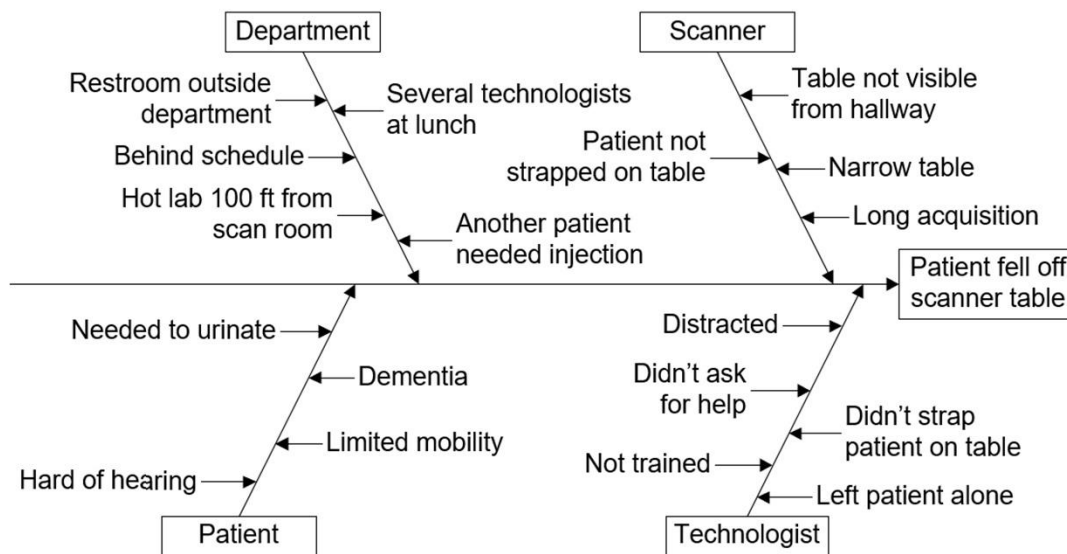 Department
Restroom outside
department
Several technologists
at lunch
Behind schedule
Hot lab 100 ft from
scan room
Another patient
needed injection
Scanner
Table not visible
from hallway
Patient not
strapped on table
Narrow table
Long acquisition
Patient fell off
scanner table
Needed to urinate
Dementia
Limited mobility
Hard of hearing
Patient
Distracted
Didn’t ask
for help
Didn’t strap
patient on table
Not trained
Left patient alone
Technologist